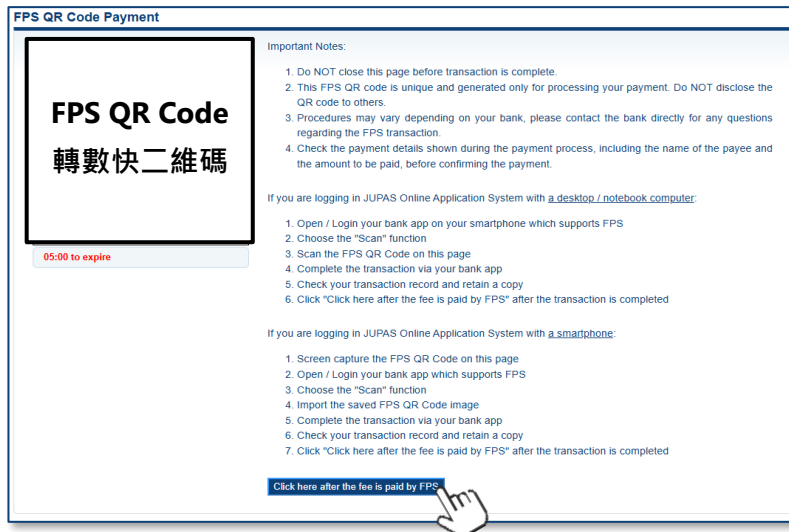 FPS QR Code Payment
FPS QR Code
轉數快二維碼
05:00 to expire
Important Notes:
1. Do NOT close this page before transaction is complete.
2. This FPS QR code is unique and generated only for processing your payment. Do NOT disclose the
QR code to others.
3. Procedures may vary depending on your bank, please contact the bank directly for any questions
regarding the FPS transaction.
4. Check the payment details shown during the payment process, including the name of the payee and
the amount to be paid, before confirming the payment.
If you are logging in JUPAS Online Application System with a desktop / notebook computer:
1. Open / Login your bank app on your smartphone which supports FPS
2. Choose the "Scan" function
3. Scan the FPS QR Code on this page
4. Complete the transaction via your bank app
5. Check your transaction record and retain a copy
6. Click "Click here after the fee is paid by FPS" after the transaction is completed
If you are logging in JUPAS Online Application System with a smartphone:
1. Screen capture the FPS QR Code on this page
2. Open / Login your bank app which supports FPS
3. Choose the "Scan" function
4. Import the saved FPS QR Code image
5. Complete the transaction via your bank app
6. Check your transaction record and retain a copy
7. Click "Click here after the fee is paid by FPS" after the transaction is completed
Click here after the fee is paid by FPS